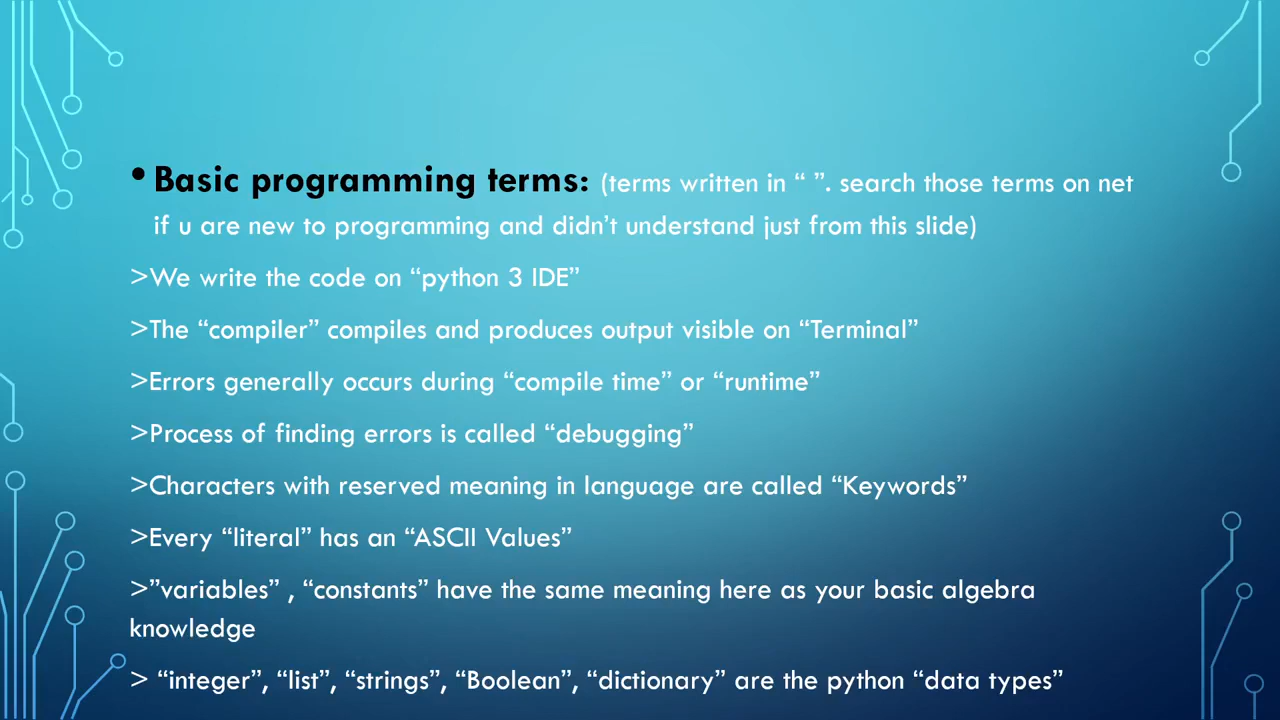 • Basic programming terms: (terms written in “ ”. search those terms on net
if u are new to programming and didn’t understand just from this slide)
>We write the code on “python 3 IDE”
>The “compiler” compiles and produces output visible on “Terminal”
>Errors generally occurs during “compile time” or “runtime”
>Process of finding errors is called “debugging”
>Characters with reserved meaning in language are called “Keywords”
>Every “literal” has an “ASCII Values”
>”variables” , “constants” have the same meaning here as your basic algebra
knowledge
> “integer”, “list”, “strings”, “Boolean”, “dictionary” are the python “data types”